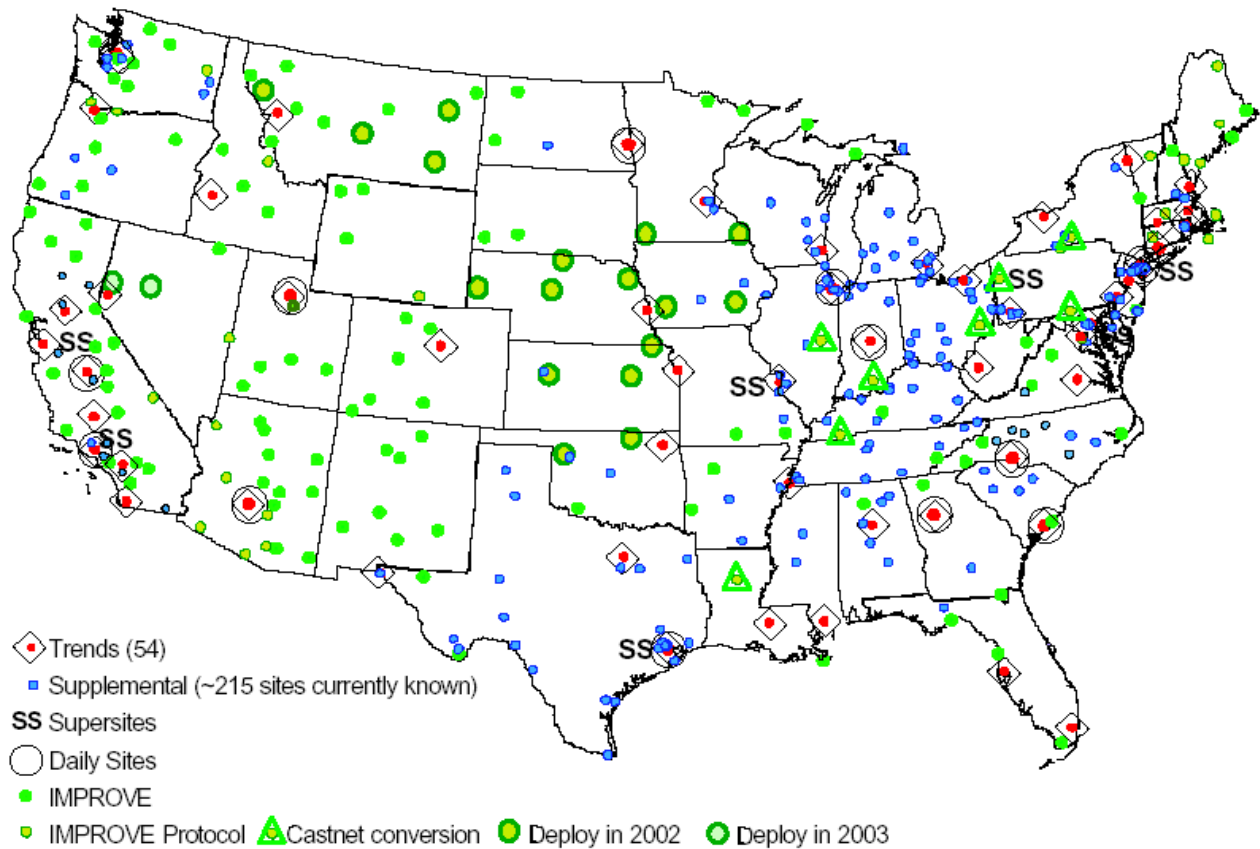 SS
SS
SS
SS
SS
SS
SS
Trends (54)
Supplemental (~215 sites currently known)
SS Supersites
Daily Sites
IMPROVE
IMPROVE Protocol Castnet conversion Deploy in 2002 Deploy in 2003